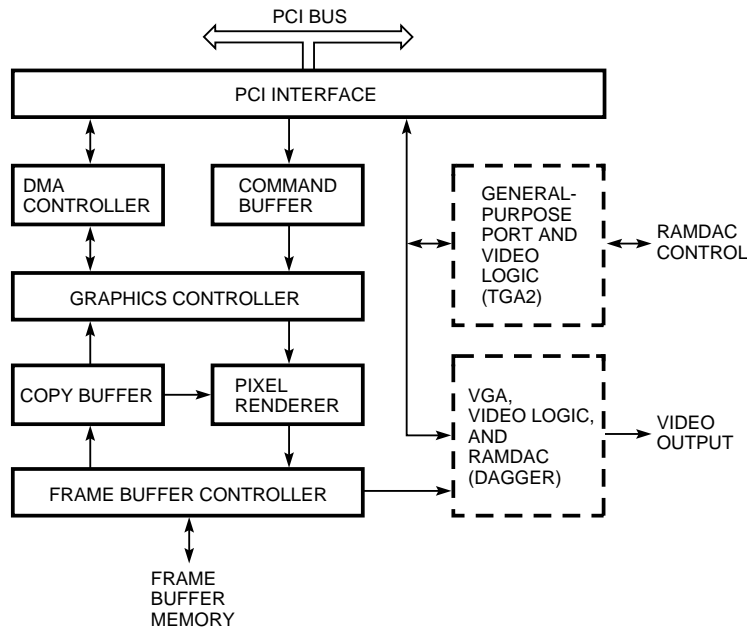 PCI BUS
PCI INTERFACE
DMA
CONTROLLER
COMMAND
BUFFER
GENERAL-
PURPOSE
PORT AND
VIDEO
LOGIC
(TGA2)
RAMDAC
CONTROL
GRAPHICS CONTROLLER
COPY BUFFER
PIXEL
RENDERER
VGA,
VIDEO LOGIC,
AND
RAMDAC
(DAGGER)
VIDEO
OUTPUT
FRAME BUFFER CONTROLLER
FRAME
BUFFER
MEMORY